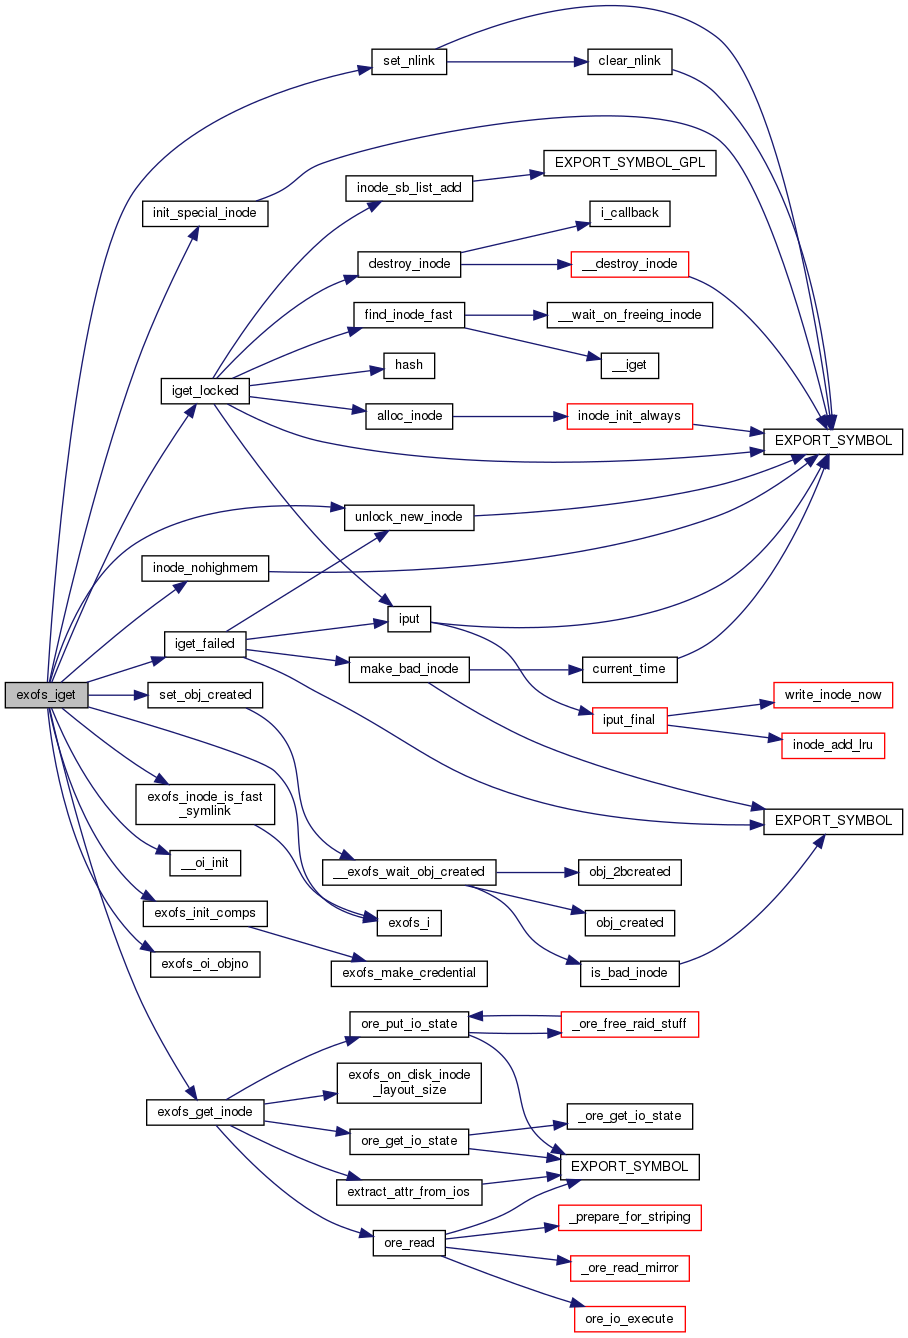 set_nlink
clear_nlink
EXPORT_SYMBOL_GPL
inode_sb_list_add
init_special_inode
i_callback
destroy_inode
__destroy_inode
find_inode_fast
__wait_on_freeing_inode
hash
__iget
iget_locked
alloc_inode
inode_init_always
EXPORT_SYMBOL
unlock_new_inode
inode_nohighmem
iput
iget_failed
make_bad_inode
current_time
exofs_iget
set_obj_created
write_inode_now
iput_final
inode_add_lru
exofs_inode_is_fast
_symlink
EXPORT_SYMBOL
__oi_init
__exofs_wait_obj_created
obj_2bcreated
exofs_init_comps
exofs_i
obj_created
exofs_oi_objno
exofs_make_credential
is_bad_inode
ore_put_io_state
_ore_free_raid_stuff
exofs_on_disk_inode
_layout_size
exofs_get_inode
_ore_get_io_state
ore_get_io_state
EXPORT_SYMBOL
extract_attr_from_ios
_prepare_for_striping
ore_read
_ore_read_mirror
ore_io_execute